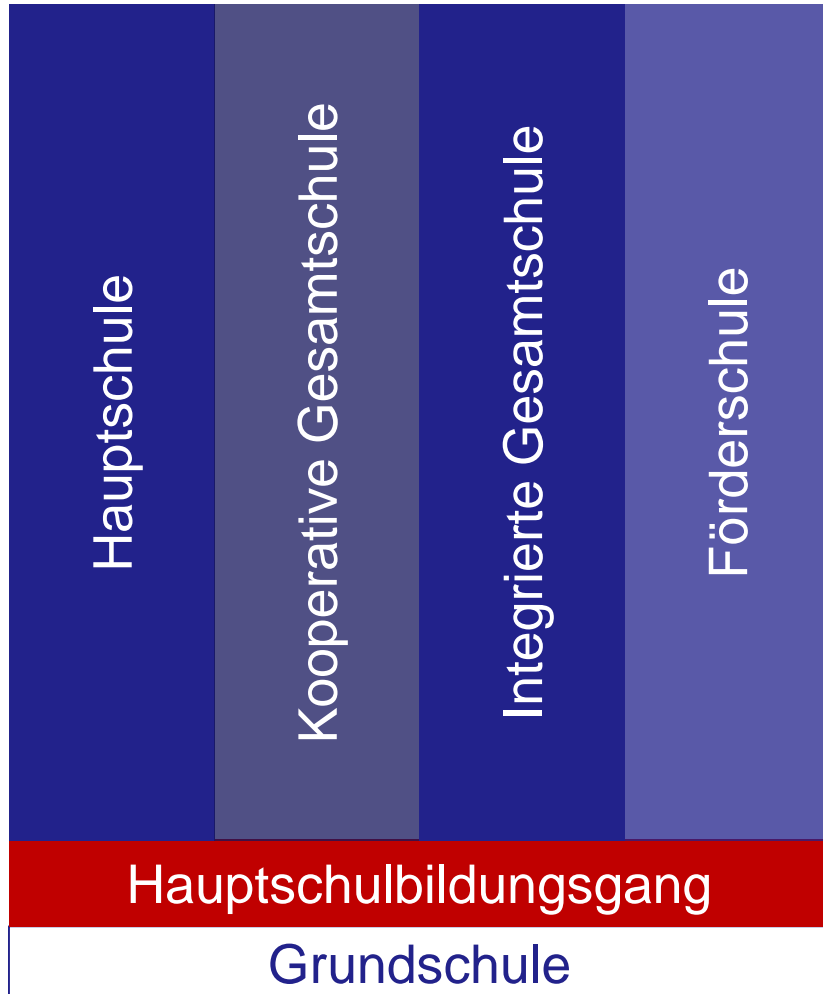 Hauptschule
Kooperative Gesamtschule
Integrierte Gesamtschule
Förderschule
Hauptschulbildungsgang
Grundschule